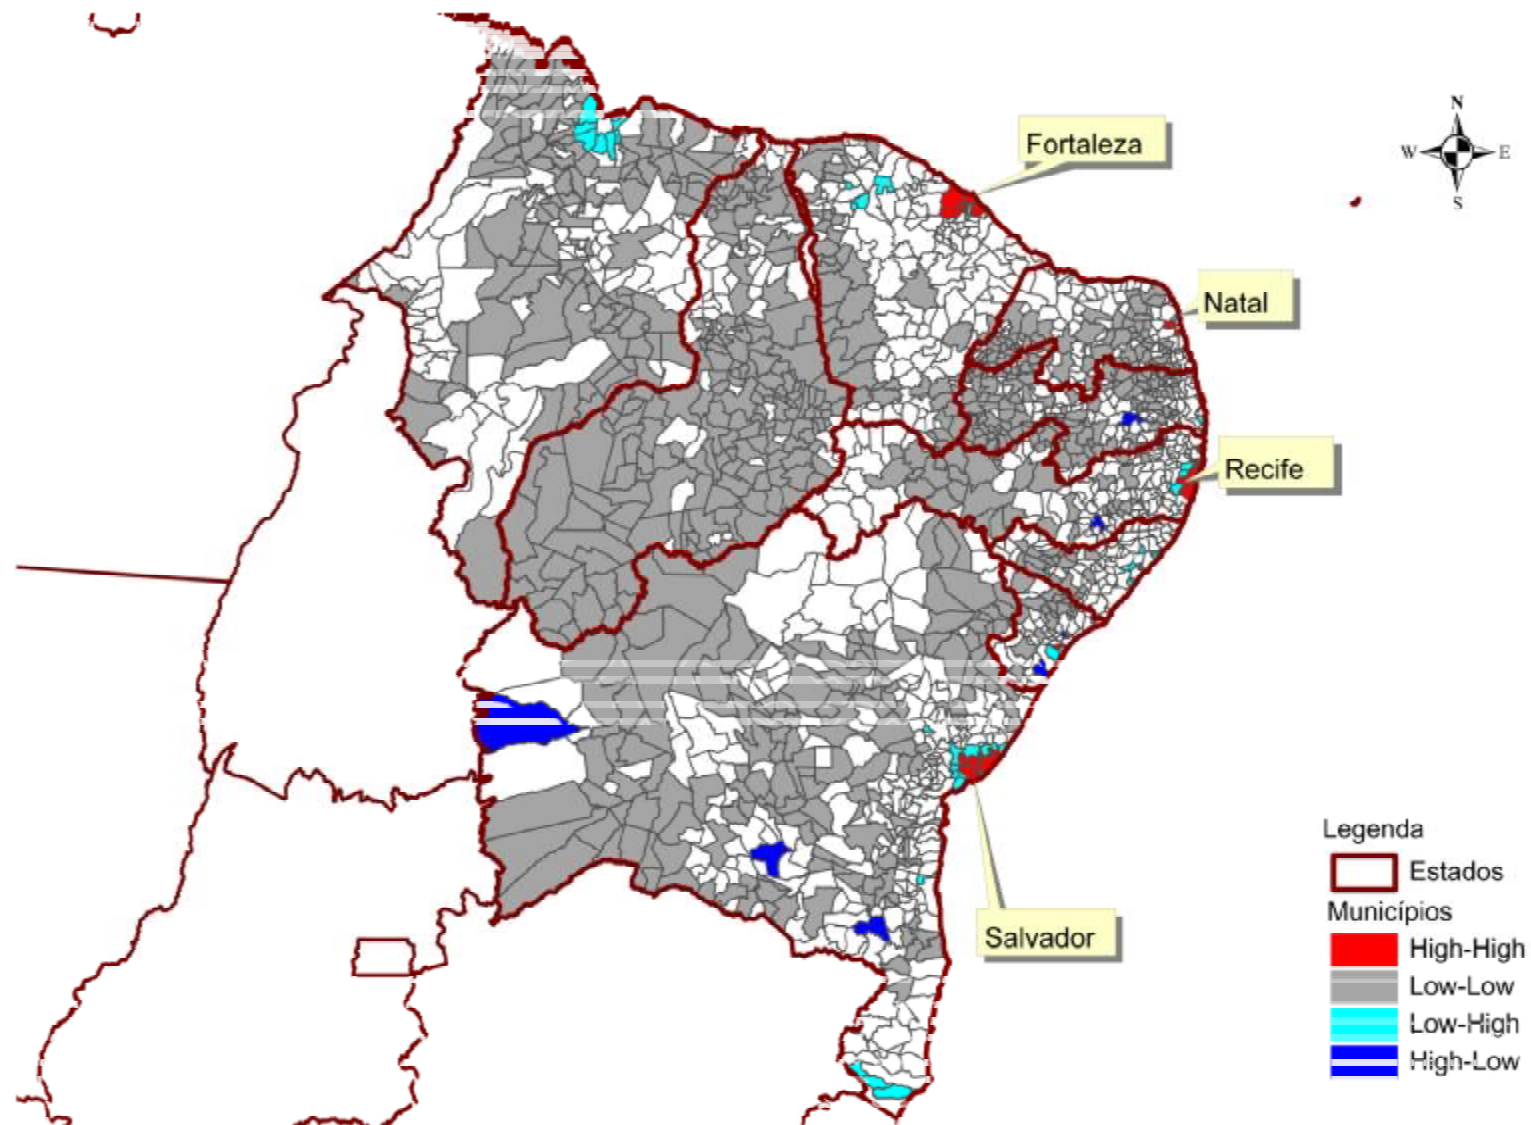 Fortaleza
N
W
E
S
Natal
Recife
Salvador
Legenda
Estados
Municípios
High-High
Low-Low
Low-High
High-Low